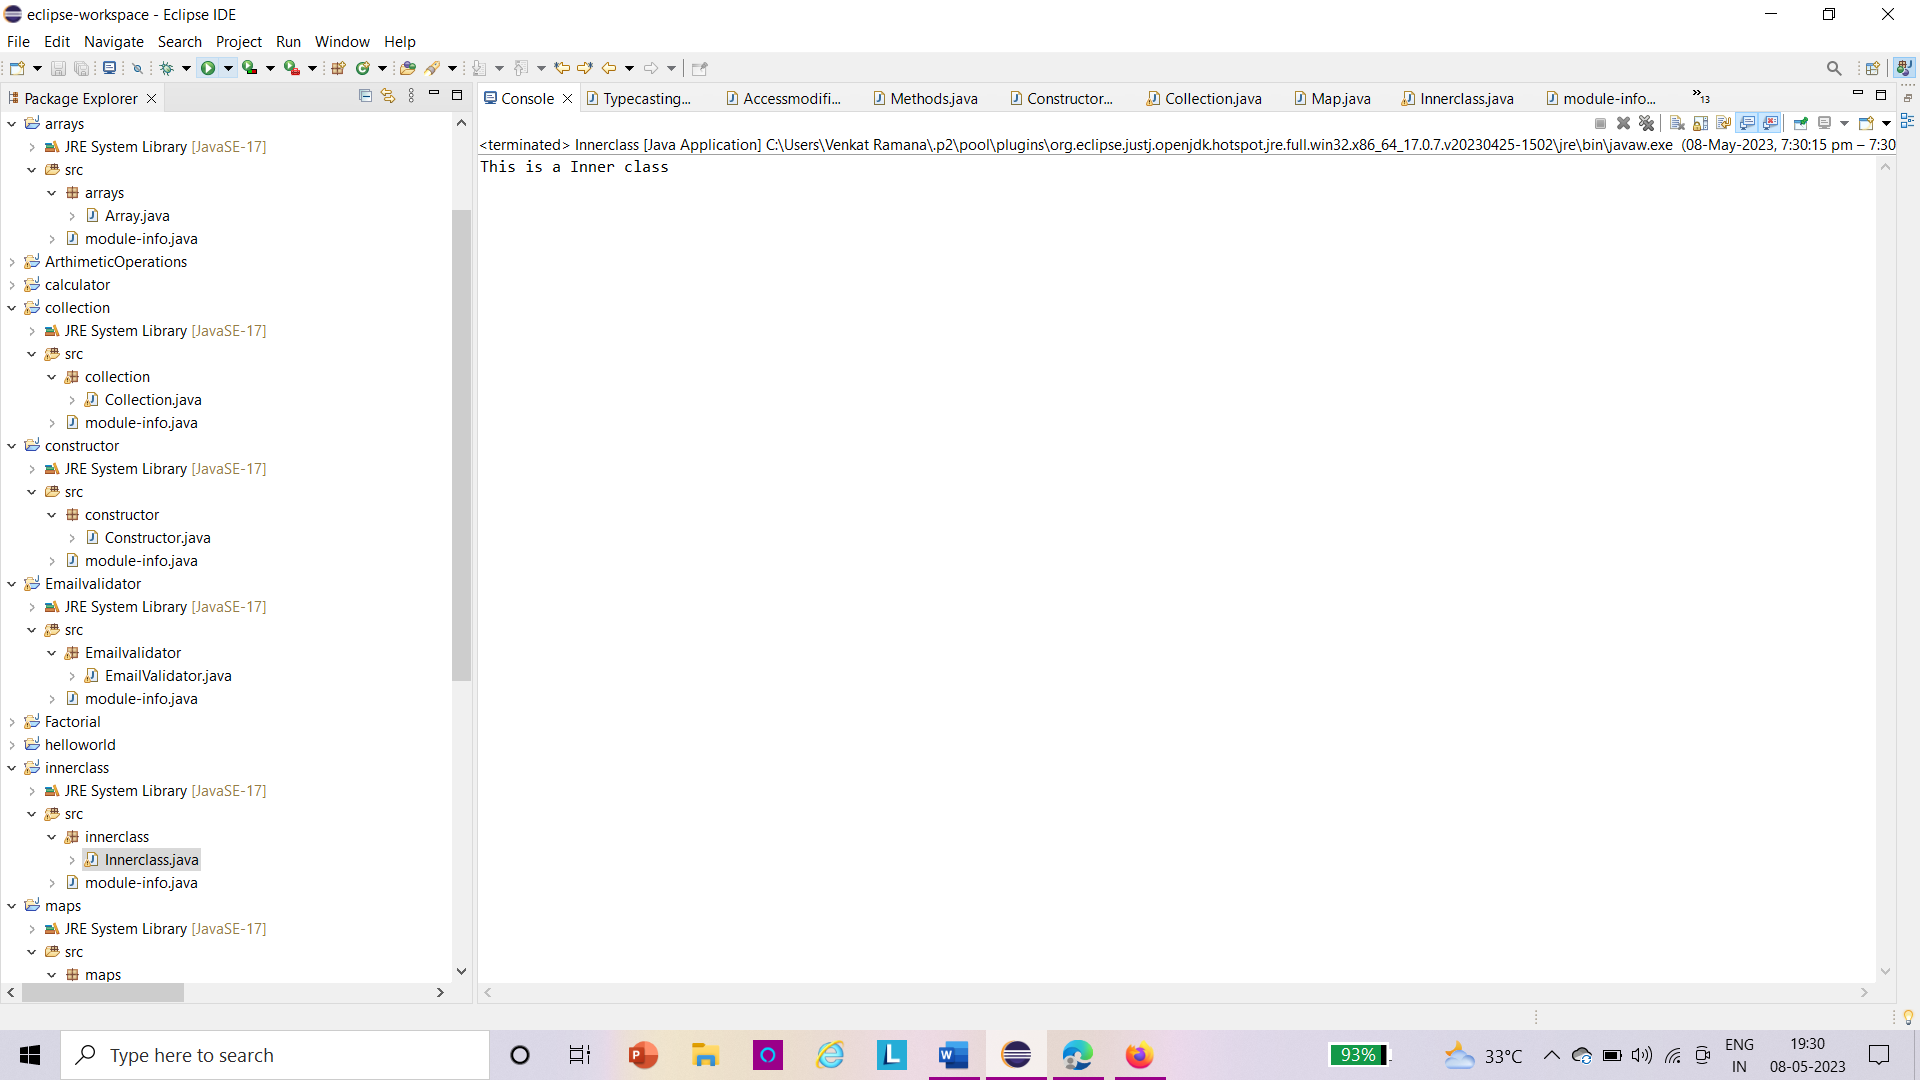 eclipse-workspace - Eclipse IDE
File Edit Navigate Search Project Run Window Help
Package Explorer
Console Typecasting... Accessmodifi... Methods.java Constructor... Collection.java Map.java Innerclass.java module-info... »13
<terminated> Innerclass [Java Application] C:\Users\Venkat Ramana\.p2\pool\plugins\org.eclipse.justj.openjdk.hotspot.jre.full.win32.x86_64_17.0.7.v20230425-1502\jre\bin\javaw.exe (08-May-2023, 7:30:15 pm – 7:30
This is a Inner class
arrays
JRE System Library [JavaSE-17]
src
arrays
Array.java
module-info.java
ArthimeticOperations
calculator
collection
JRE System Library [JavaSE-17]
src
collection
Collection.java
module-info.java
constructor
JRE System Library [JavaSE-17]
src
constructor
Constructor.java
module-info.java
Emailvalidator
JRE System Library [JavaSE-17]
src
Emailvalidator
EmailValidator.java
module-info.java
Factorial
helloworld
innerclass
JRE System Library [JavaSE-17]
src
innerclass
Innerclass.java
module-info.java
maps
JRE System Library [JavaSE-17]
src
maps
Type here to search
93%
33°C
ENG
IN
19:30
08-05-2023